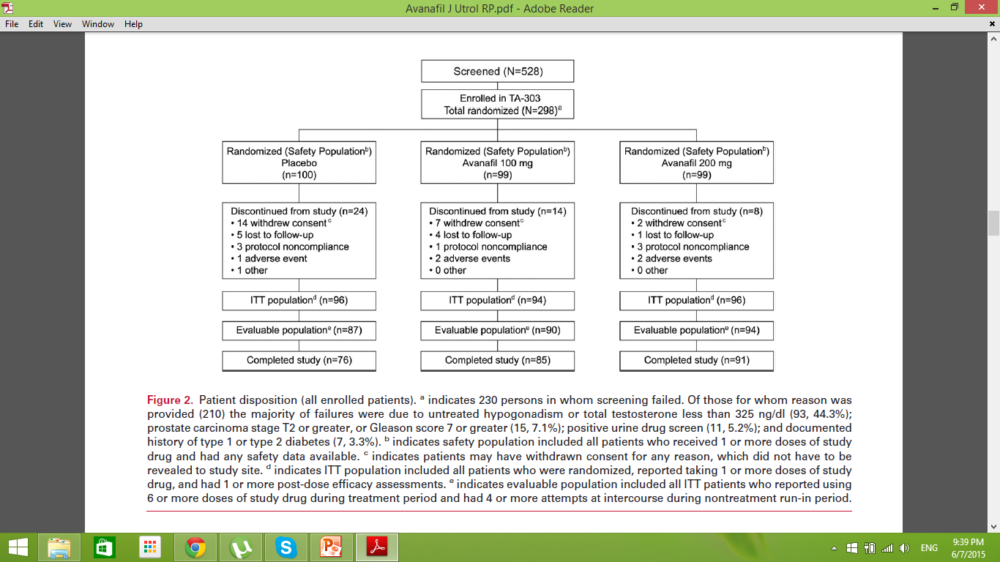 Avanafil J Utrol RP.pdf - Adobe Reader
File Edit View Window Help
Screened (N=528)
Enrolled in TA-303
Total randomized (N=298)ᵃ
Randomized (Safety Populationᵇ)
Placebo
(n=100)
Randomized (Safety Populationᵇ)
Avanafil 100 mg
(n=99)
Randomized (Safety Populationᵇ)
Avanafil 200 mg
(n=99)
Discontinued from study (n=24)
• 14 withdrew consentᶜ
• 5 lost to follow-up
• 3 protocol noncompliance
• 1 adverse event
• 1 other
Discontinued from study (n=14)
• 7 withdrew consentᶜ
• 4 lost to follow-up
• 1 protocol noncompliance
• 2 adverse events
• 0 other
Discontinued from study (n=8)
• 2 withdrew consentᶜ
• 1 lost to follow-up
• 3 protocol noncompliance
• 2 adverse events
• 0 other
ITT populationᵈ (n=96)
ITT populationᵈ (n=94)
ITT populationᵈ (n=96)
Evaluable populationᵉ (n=87)
Evaluable populationᵉ (n=90)
Evaluable populationᵉ (n=94)
Completed study (n=76)
Completed study (n=85)
Completed study (n=91)
Figure 2. Patient disposition (all enrolled patients). ᵃ indicates 230 persons in whom screening failed. Of those for whom reason was
provided (210) the majority of failures were due to untreated hypogonadism or total testosterone less than 325 ng/dl (93, 44.3%);
prostate carcinoma stage T2 or greater, or Gleason score 7 or greater (15, 7.1%); positive urine drug screen (11, 5.2%); and documented
history of type 1 or type 2 diabetes (7, 3.3%). ᵇ indicates safety population included all patients who received 1 or more doses of study
drug and had any safety data available. ᶜ indicates patients may have withdrawn consent for any reason, which did not have to be
revealed to study site. ᵈ indicates ITT population included all patients who were randomized, reported taking 1 or more doses of study
drug, and had 1 or more post-dose efficacy assessments. ᵉ indicates evaluable population included all ITT patients who reported using
6 or more doses of study drug during treatment period and had 4 or more attempts at intercourse during nontreatment run-in period.
ENG
9:39 PM
6/7/2015